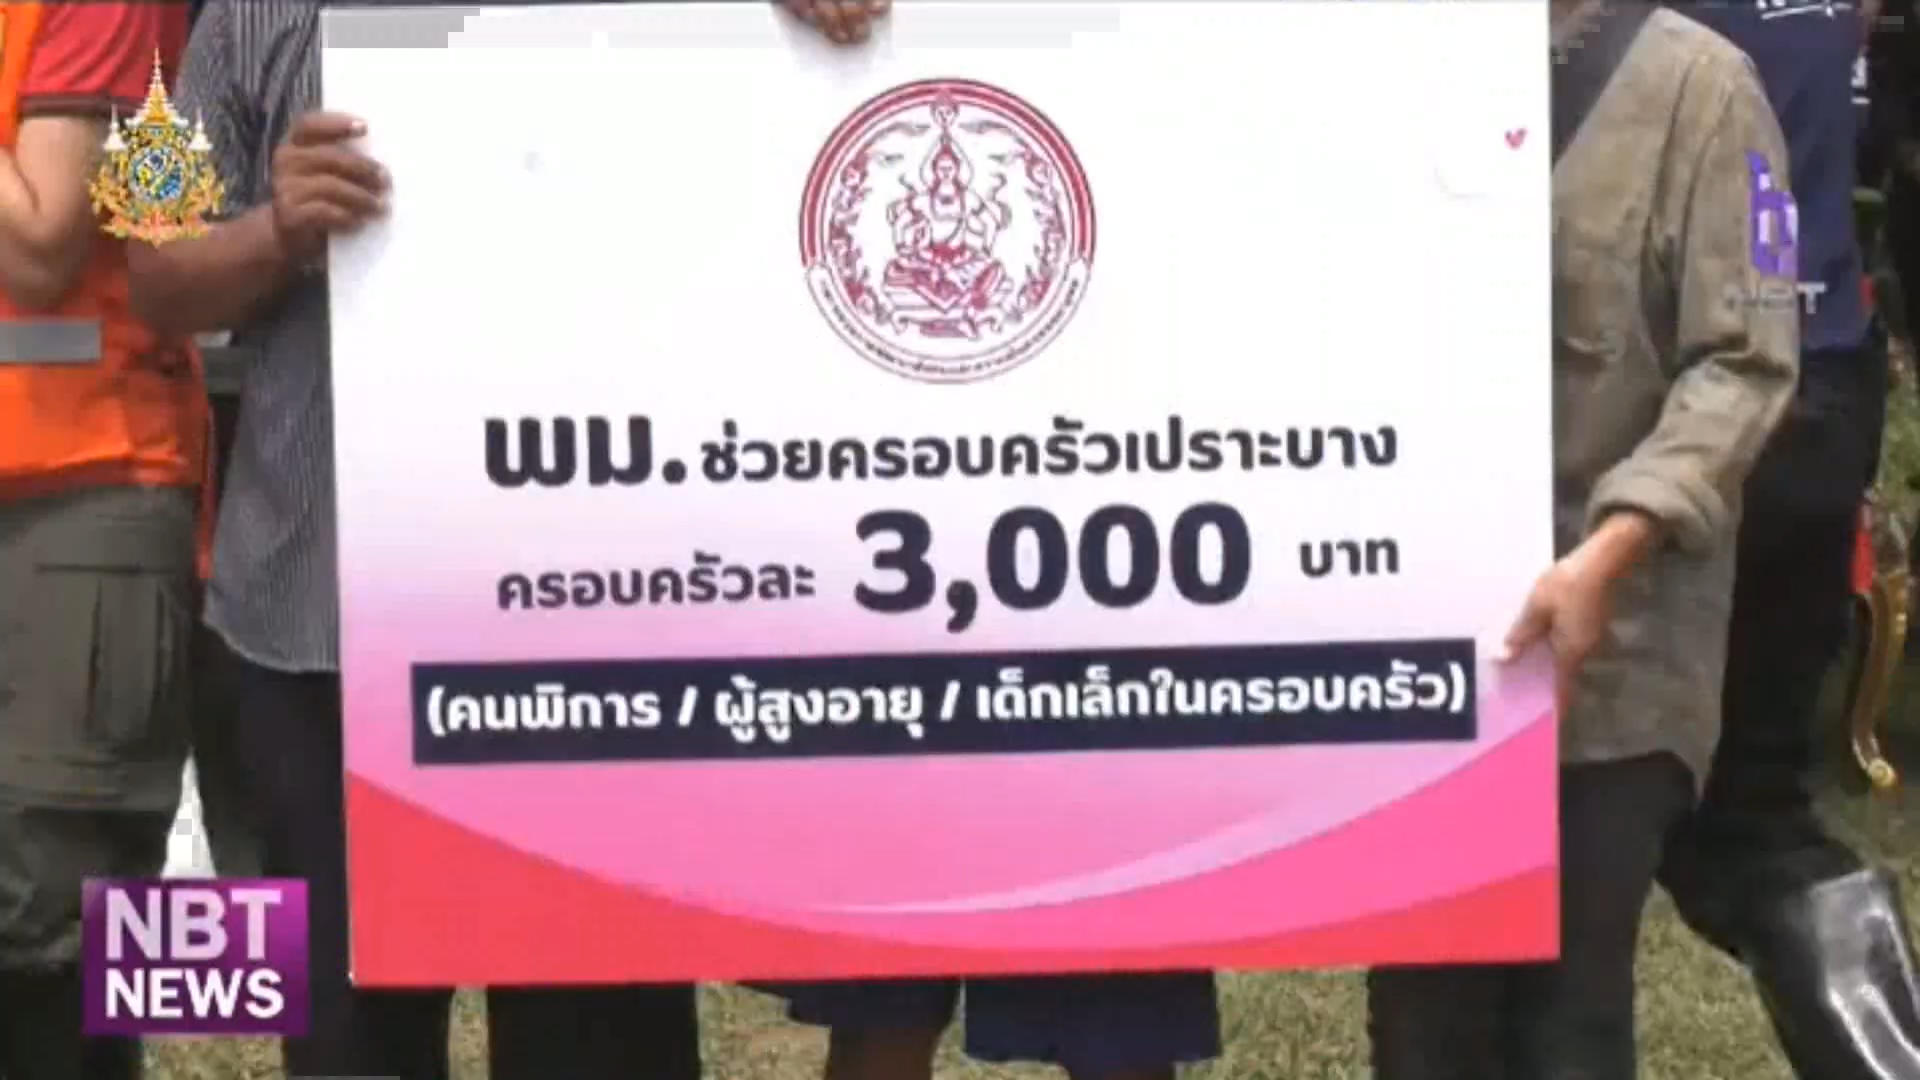 พม. ช่วยครอบครัวเปราะบาง
ครอบครัวละ 3,000 บาท
(คนพิการ / ผู้สูงอายุ / เด็กเล็กในครอบครัว)
NBT
NBT
NEWS